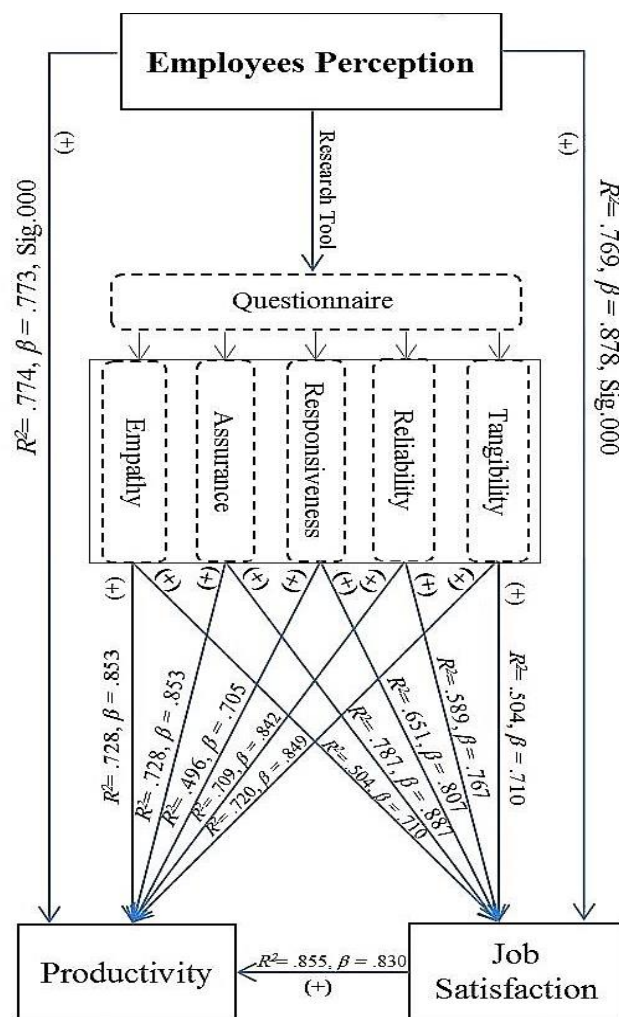 Employees Perception
(+)
(+)
Research Tool
R²= .774, β = .773, Sig.000
R²= .769, β = .878, Sig.000
Questionnaire
Empathy
Assurance
Responsiveness
Reliability
Tangibility
(+)
(+)
(+)
(+)
(+)
(+)
(+)
(+)
(+)
(+)
R²= .728, β = .853
R²= .728, β = .853
R²= .496, β = .705
R²= .709, β = .842
R²= .720, β = .849
R²= .504, β = .710
R²= .787, β = .887
R²= .651, β = .807
R²= .589, β = .767
R²= .504, β = .710
Productivity
R²= .855, β = .830
(+)
Job
Satisfaction